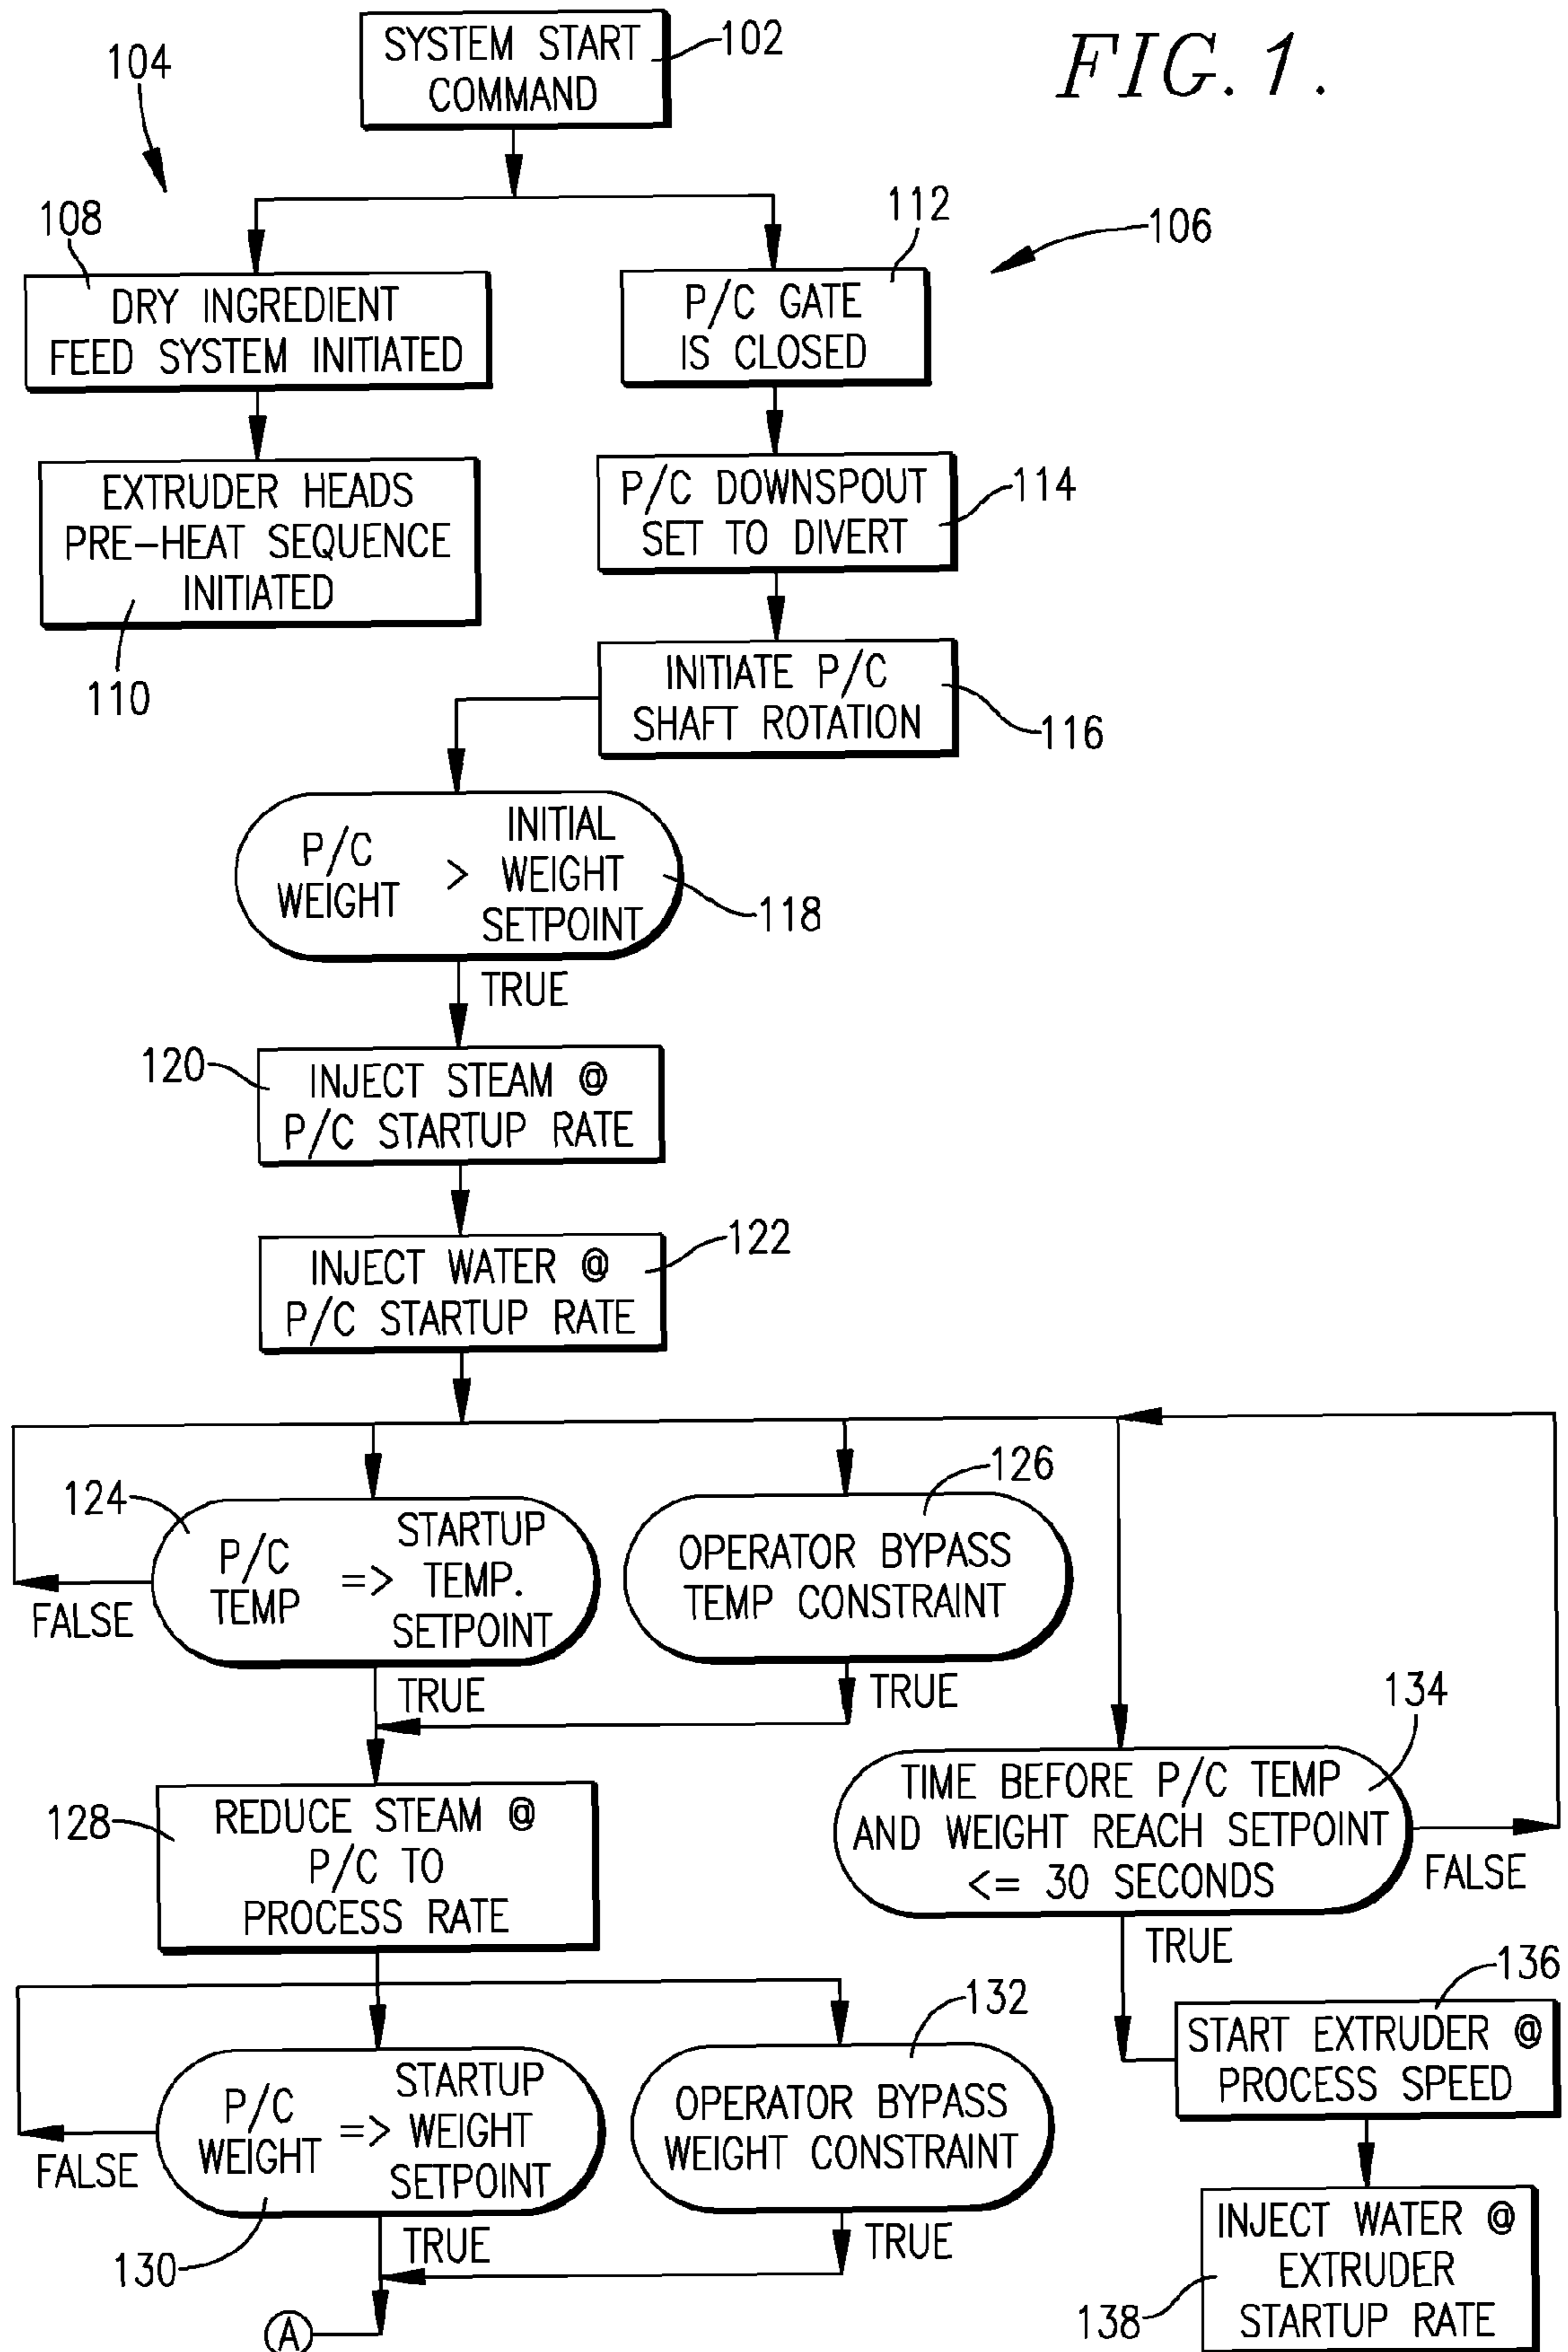 FIG. 1.
SYSTEM START
COMMAND
102
104
106
108
DRY INGREDIENT
FEED SYSTEM INITIATED
112
P/C GATE
IS CLOSED
EXTRUDER HEADS
PRE-HEAT SEQUENCE
INITIATED
110
P/C DOWNSPOUT
SET TO DIVERT
114
INITIATE P/C
SHAFT ROTATION
116
P/C
WEIGHT
>
INITIAL
WEIGHT
SETPOINT
118
TRUE
120
INJECT STEAM @
P/C STARTUP RATE
122
INJECT WATER @
P/C STARTUP RATE
124
P/C
TEMP
=>
STARTUP
TEMP.
SETPOINT
FALSE
TRUE
126
OPERATOR BYPASS
TEMP CONSTRAINT
TRUE
134
TIME BEFORE P/C TEMP
AND WEIGHT REACH SETPOINT
<= 30 SECONDS
FALSE
TRUE
128
REDUCE STEAM @
P/C TO
PROCESS RATE
136
START EXTRUDER @
PROCESS SPEED
P/C
WEIGHT
=>
STARTUP
WEIGHT
SETPOINT
FALSE
130
TRUE
132
OPERATOR BYPASS
WEIGHT CONSTRAINT
TRUE
138
INJECT WATER @
EXTRUDER
STARTUP RATE
A